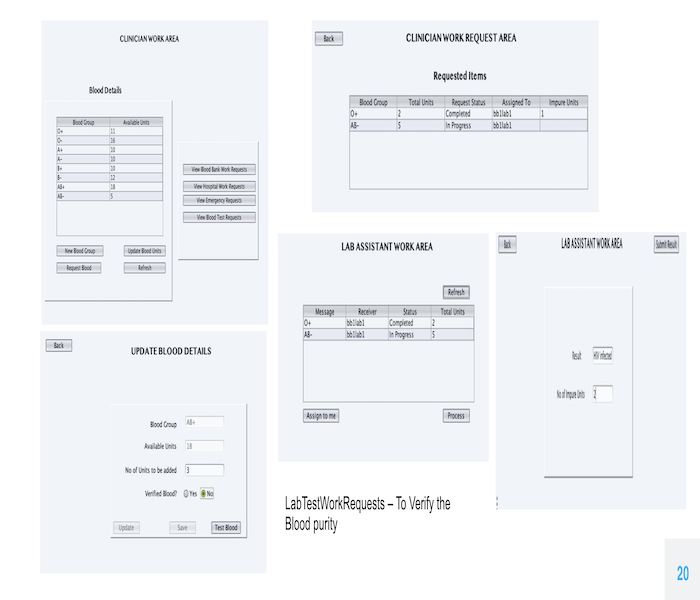 CLINICIAN WORK AREA
Blood Details
Blood Group Available Units
O+ 11
O- 16
A+ 10
A- 10
B+ 10
B- 12
AB+ 18
AB- 5
New Blood Group Update Blood Units
Request Blood Refresh
View Blood Bank Work Requests
View Hospital Work Requests
View Emergency Requests
View Blood Test Requests
Back CLINICIAN WORK REQUEST AREA
Requested Items
Blood Group Total Units Request Status Assigned To Impure Units
O+ 2 Completed bb1lab1 1
AB- 5 In Progress bb1lab1
LAB ASSISTANT WORK AREA
Refresh
Message Receiver Status Total Units
O+ bb1lab1 Completed 2
AB- bb1lab1 In Progress 5
Assign to me Process
Back LAB ASSISTANT WORK AREA Submit Result
Result HIV infected
No of Impure Units 2
Back
UPDATE BLOOD DETAILS
Blood Group AB+
Available Units 18
No of Units to be added 3
Verified Blood? Yes No
Update Save Test Blood
LabTestWorkRequests – To Verify the
Blood purity
20